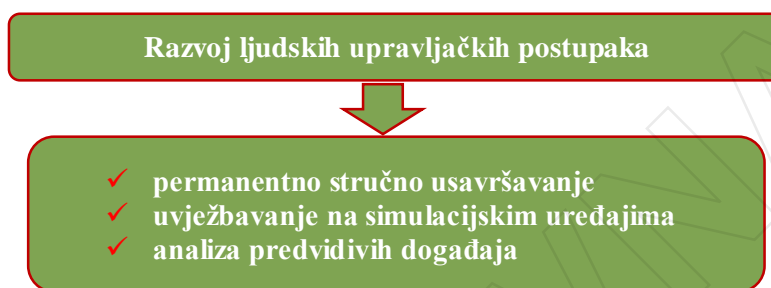 Razvoj ljudskih upravljačkih postupaka
permanentno stručno usavršavanje
uvježbavanje na simulacijskim uređajima
analiza predvidivih događaja